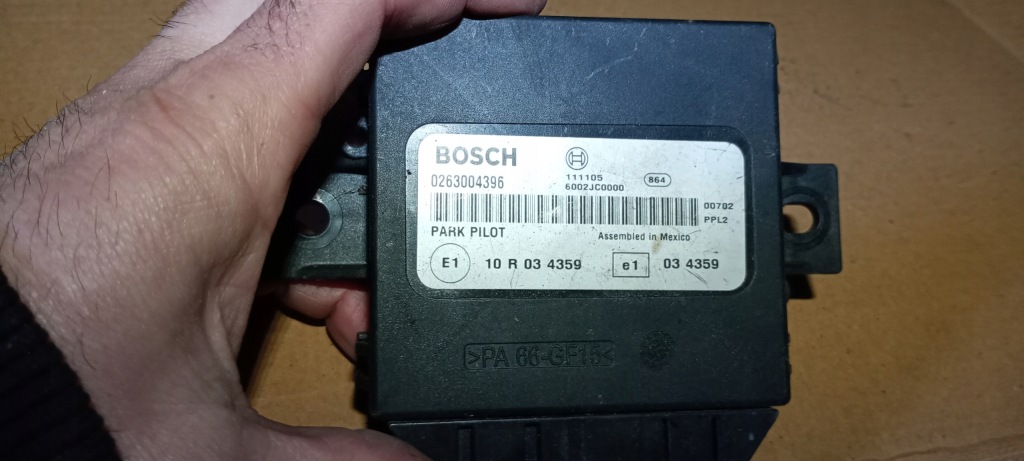 BOSCH
0263004396
111105
6002JC0000
864
00702
PPL2
PARK PILOT
Assembled in Mexico
E1 10 R 03 4359 e1 03 4359
>PA 66-GF15<